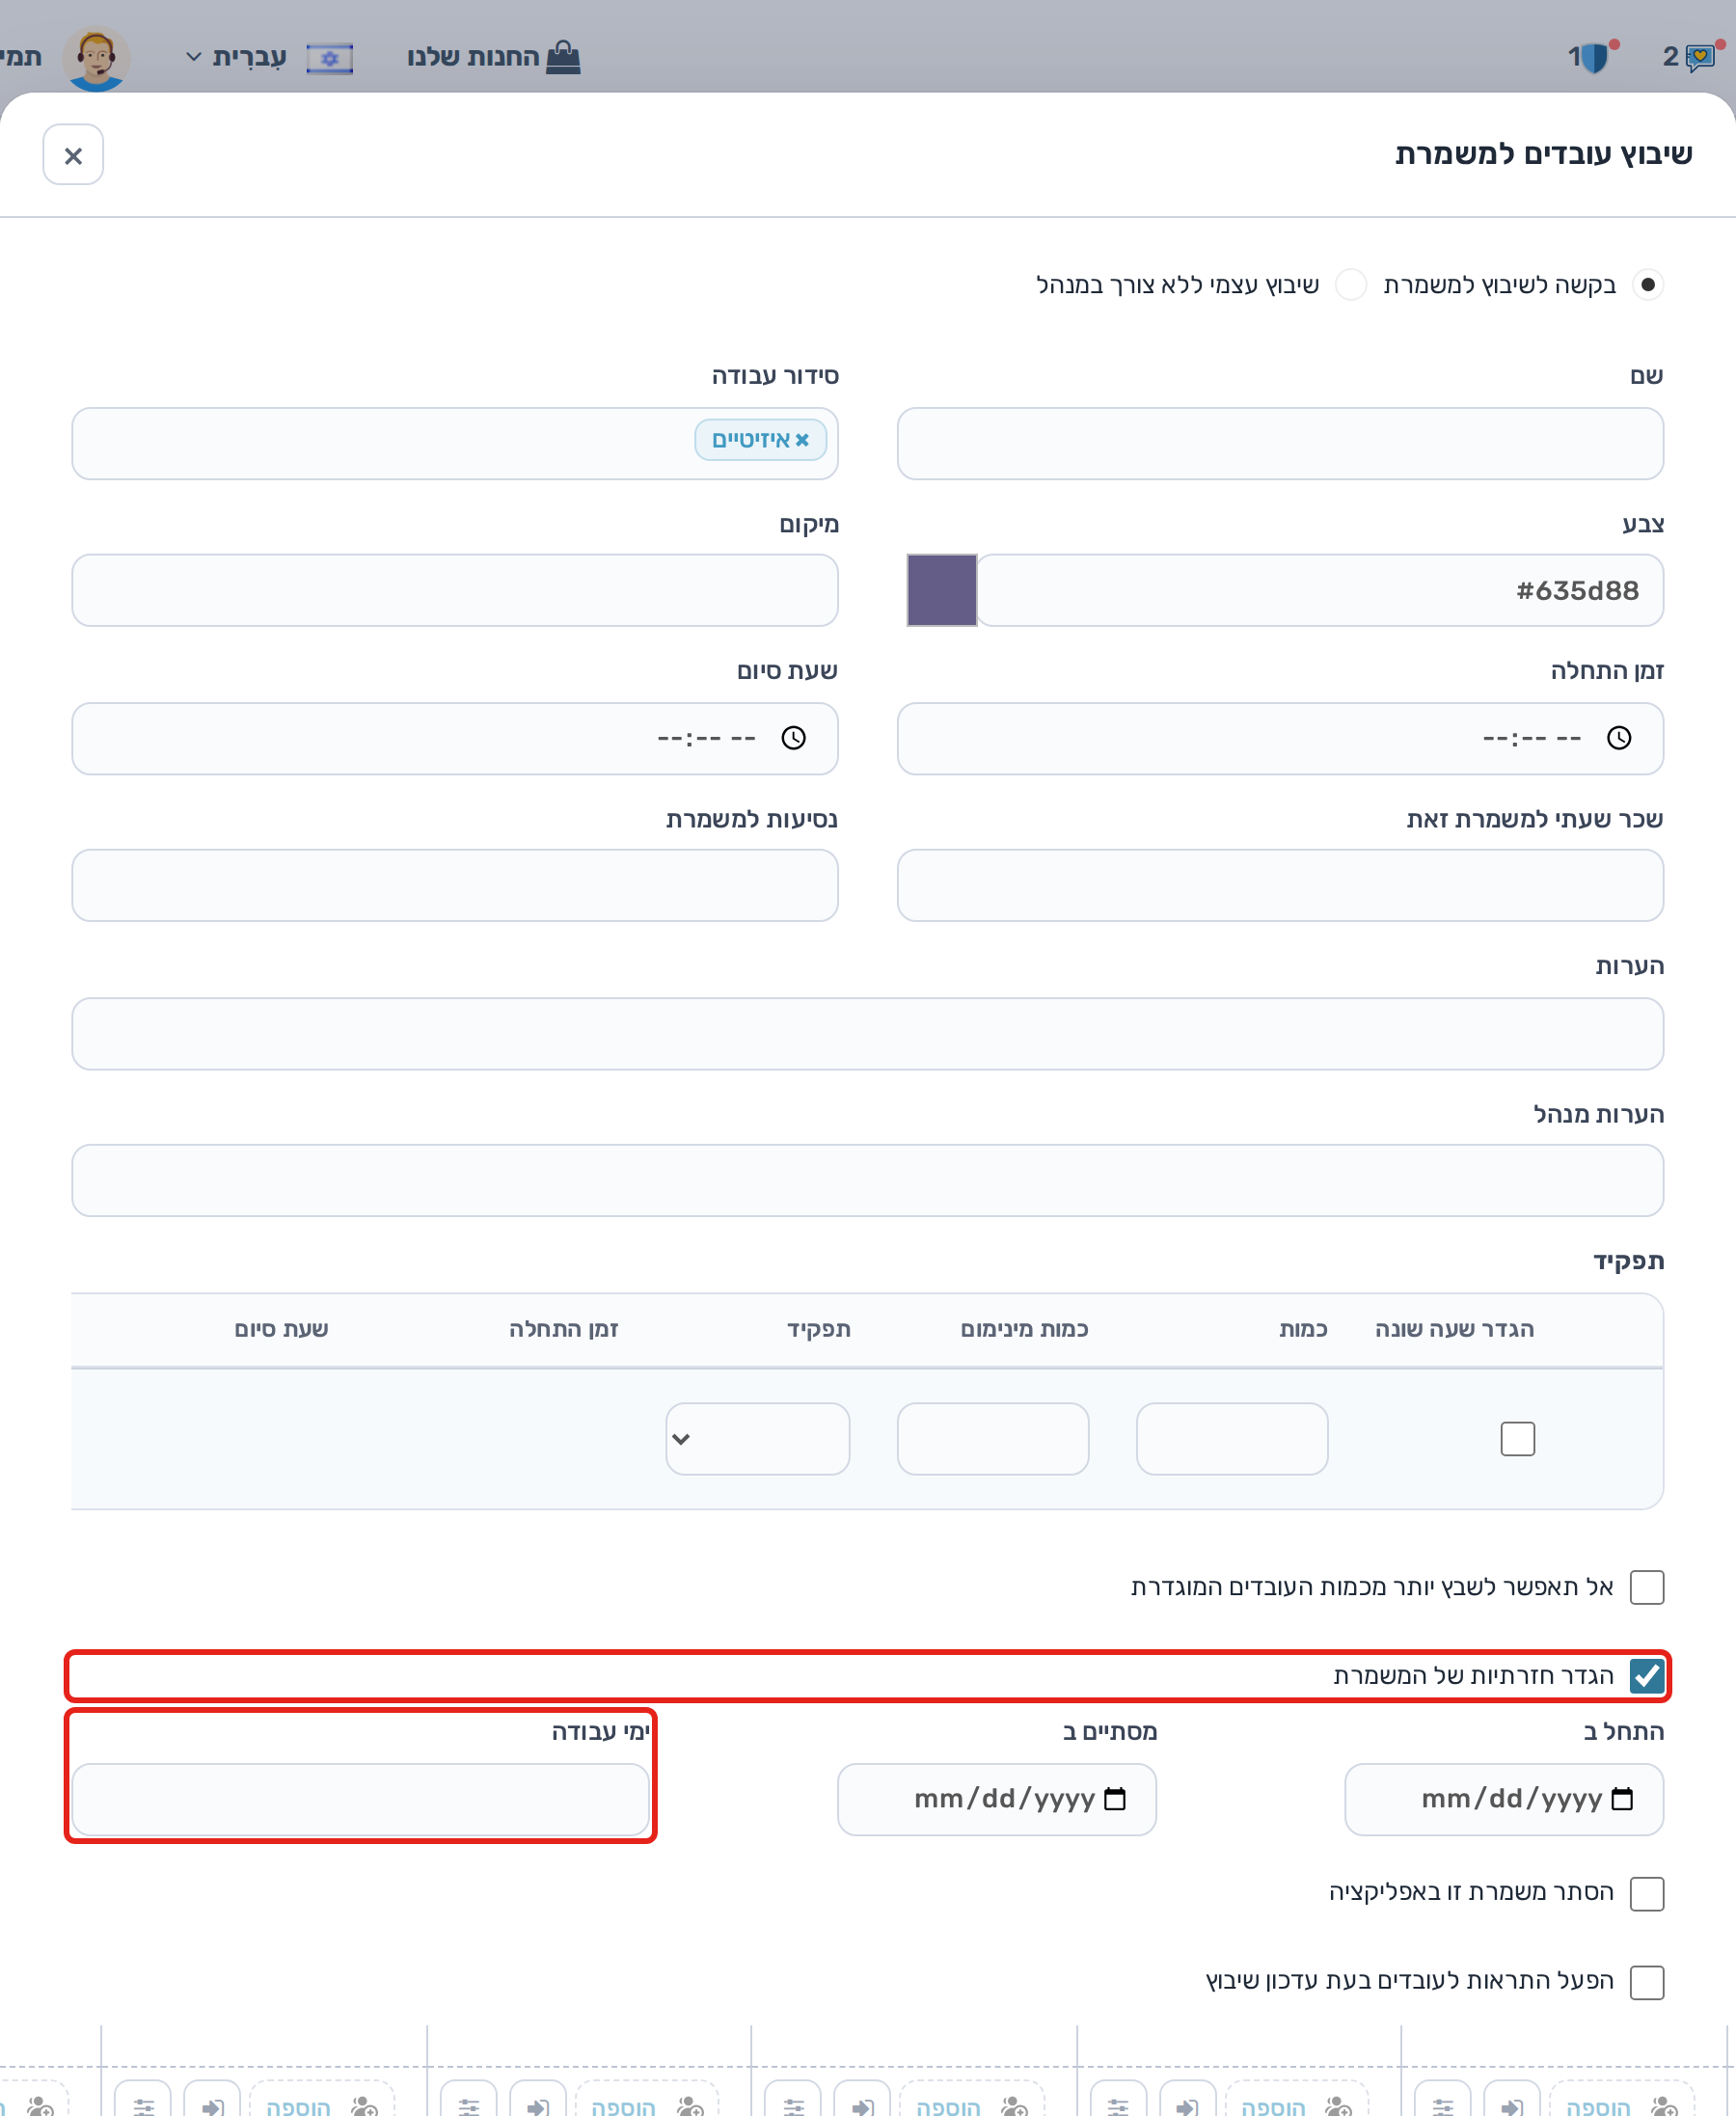 2 1 החנות שלנו עִברִית תמי
שיבוץ עובדים למשמרת
בקשה לשיבוץ למשמרת שיבוץ עצמי ללא צורך במנהל
שם סידור עבודה
איזיטיים
צבע מיקום
#635d88
זמן התחלה שעת סיום
--:-- -- --:-- --
שכר שעתי למשמרת זאת נסיעות למשמרת
הערות
הערות מנהל
תפקיד
הגדר שעה שונה כמות כמות מינימום תפקיד זמן התחלה שעת סיום
אל תאפשר לשבץ יותר מכמות העובדים המוגדרת
הגדר חזרתיות של המשמרת
התחל ב מסתיים ב ימי עבודה
mm/dd/yyyy mm/dd/yyyy
הסתר משמרת זו באפליקציה
הפעל התראות לעובדים בעת עדכון שיבוץ
הוספה הוספה הוספה הוספה הוספה